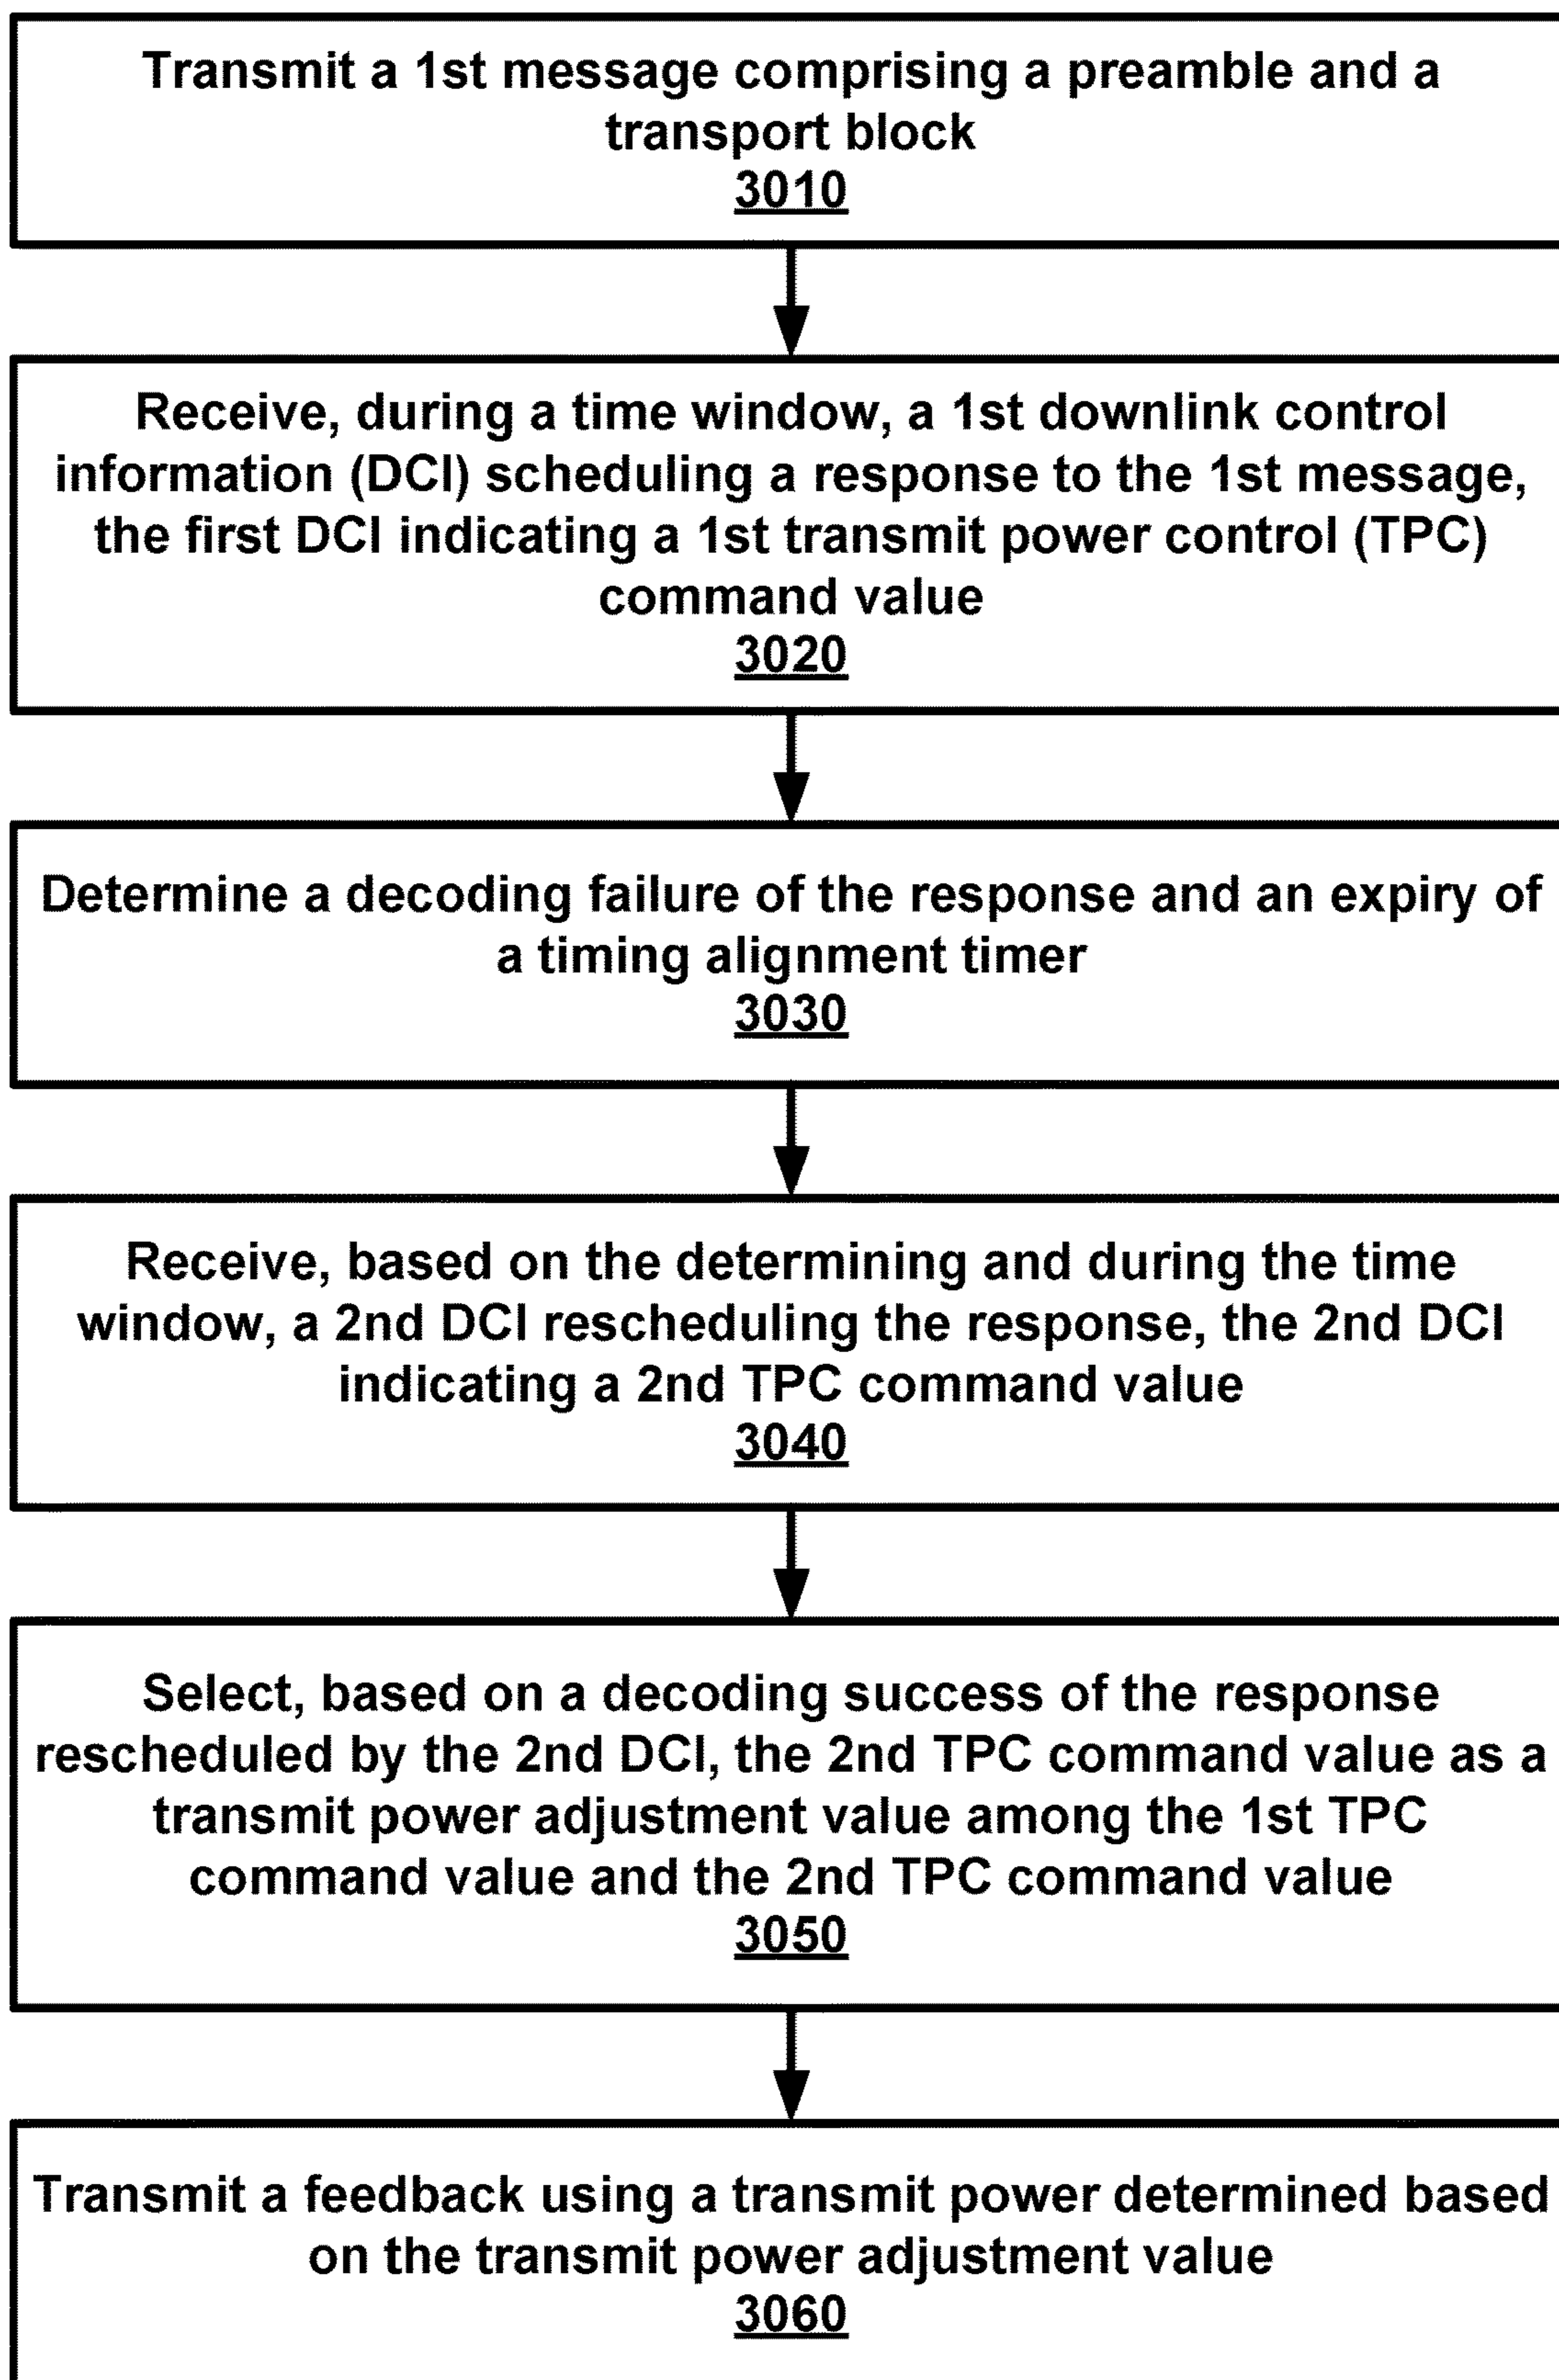 Transmit a 1st message comprising a preamble and a
transport block
3010
Receive, during a time window, a 1st downlink control
information (DCI) scheduling a response to the 1st message,
the first DCI indicating a 1st transmit power control (TPC)
command value
3020
Determine a decoding failure of the response and an expiry of
a timing alignment timer
3030
Receive, based on the determining and during the time
window, a 2nd DCI rescheduling the response, the 2nd DCI
indicating a 2nd TPC command value
3040
Select, based on a decoding success of the response
rescheduled by the 2nd DCI, the 2nd TPC command value as a
transmit power adjustment value among the 1st TPC
command value and the 2nd TPC command value
3050
Transmit a feedback using a transmit power determined based
on the transmit power adjustment value
3060